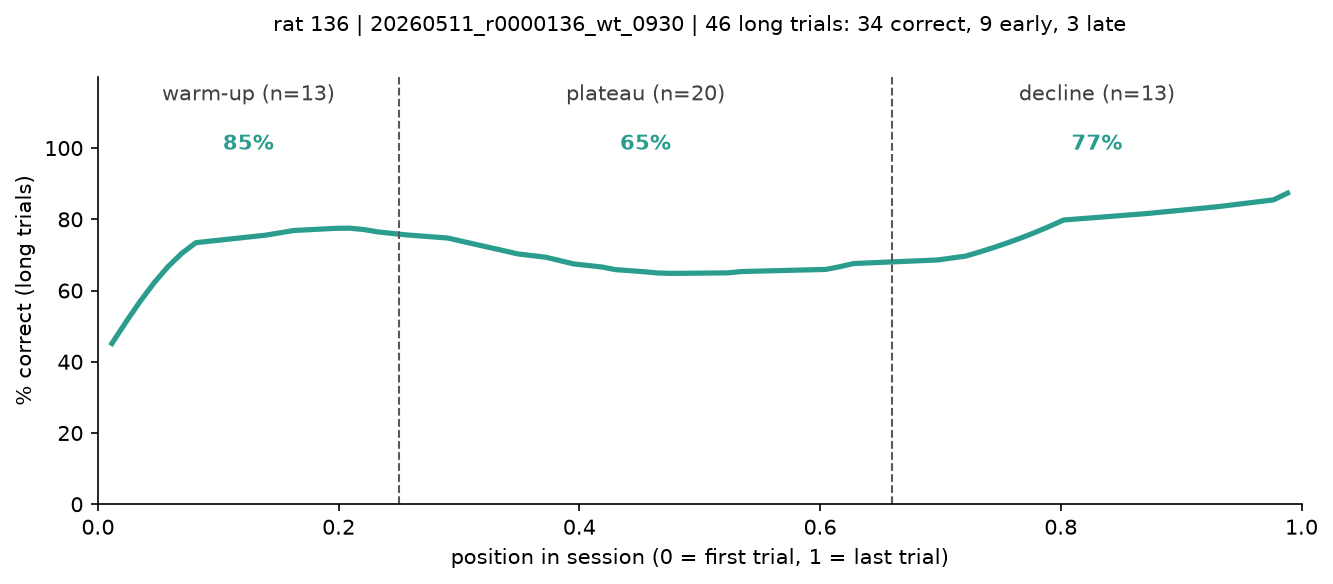 rat 136 | 20260511_r0000136_wt_0930 | 46 long trials: 34 correct, 9 early, 3 late
warm-up (n=13)
plateau (n=20)
decline (n=13)
85%
65%
77%
% correct (long trials)
100
80
60
40
20
0
0.0
0.2
0.4
0.6
0.8
1.0
position in session (0 = first trial, 1 = last trial)